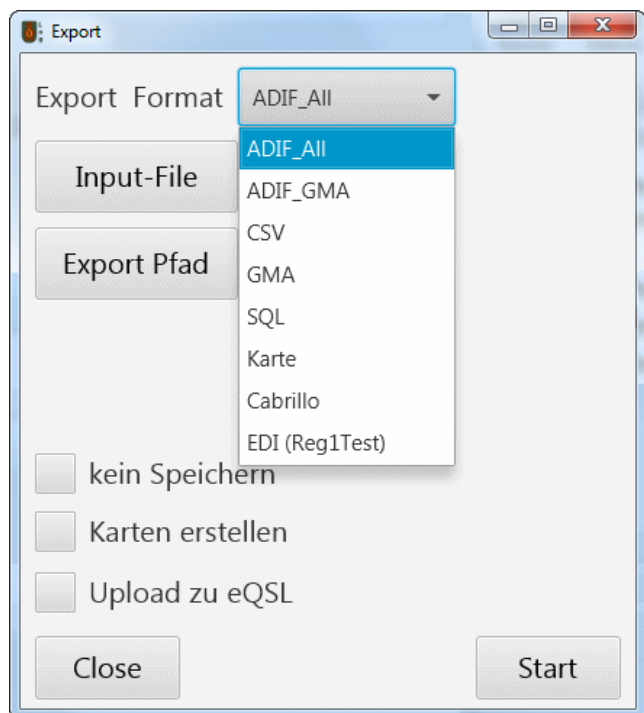 Export
Export Format ADIF_All
ADIF_All
Input-File
ADIF_GMA
CSV
Export Pfad
GMA
SQL
Karte
Cabrillo
EDI (Reg1Test)
kein Speichern
Karten erstellen
Upload zu eQSL
Close Start